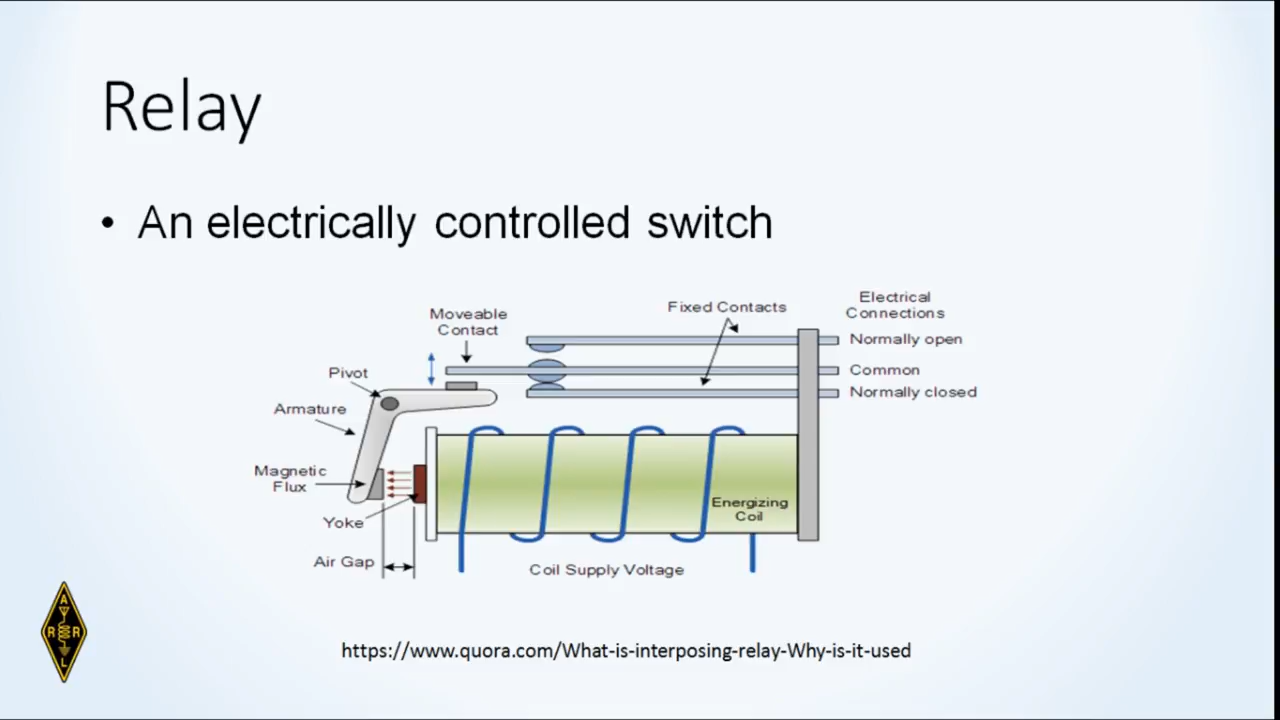 Relay
• An electrically controlled switch
Moveable
Contact
Fixed Contacts
Electrical
Connections
Normally open
Common
Normally closed
Pivot
Armature
Magnetic
Flux
Yoke
Air Gap
Energizing
Coil
Coil Supply Voltage
A
R R
L
https://www.quora.com/What-is-interposing-relay-Why-is-it-used